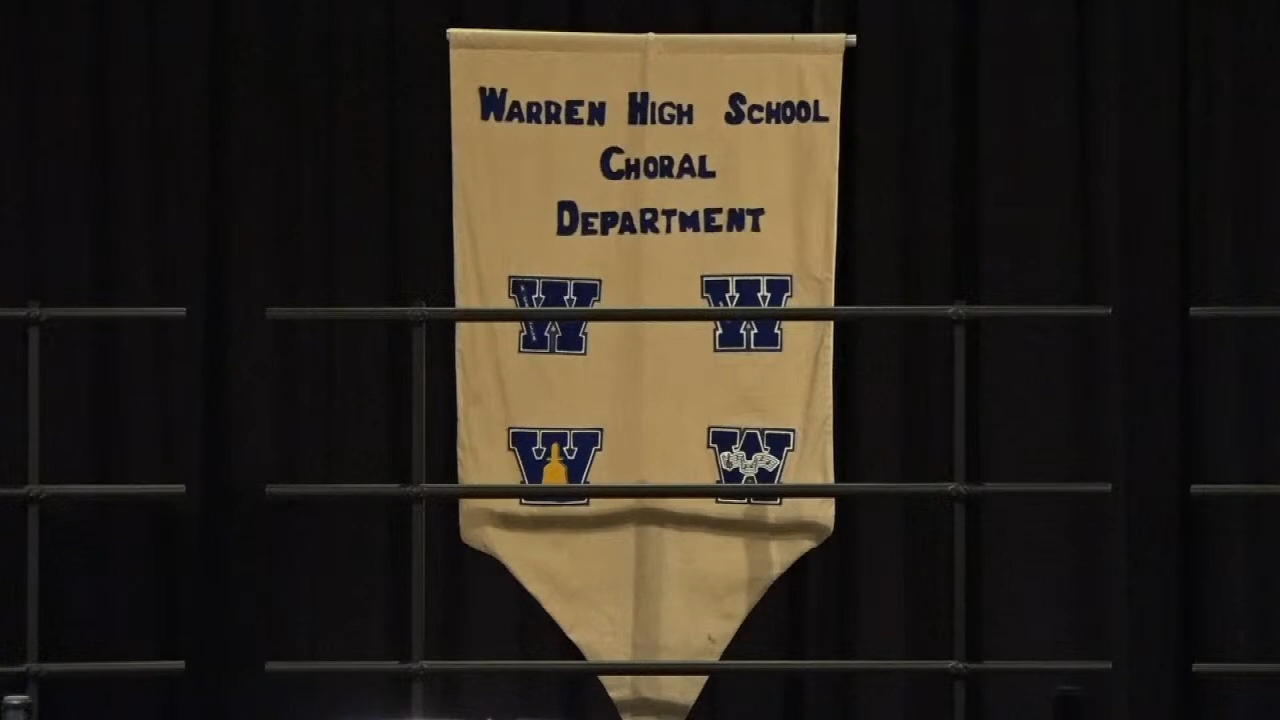 WARREN HIGH SCHOOL
CHORAL
DEPARTMENT
W W
W W